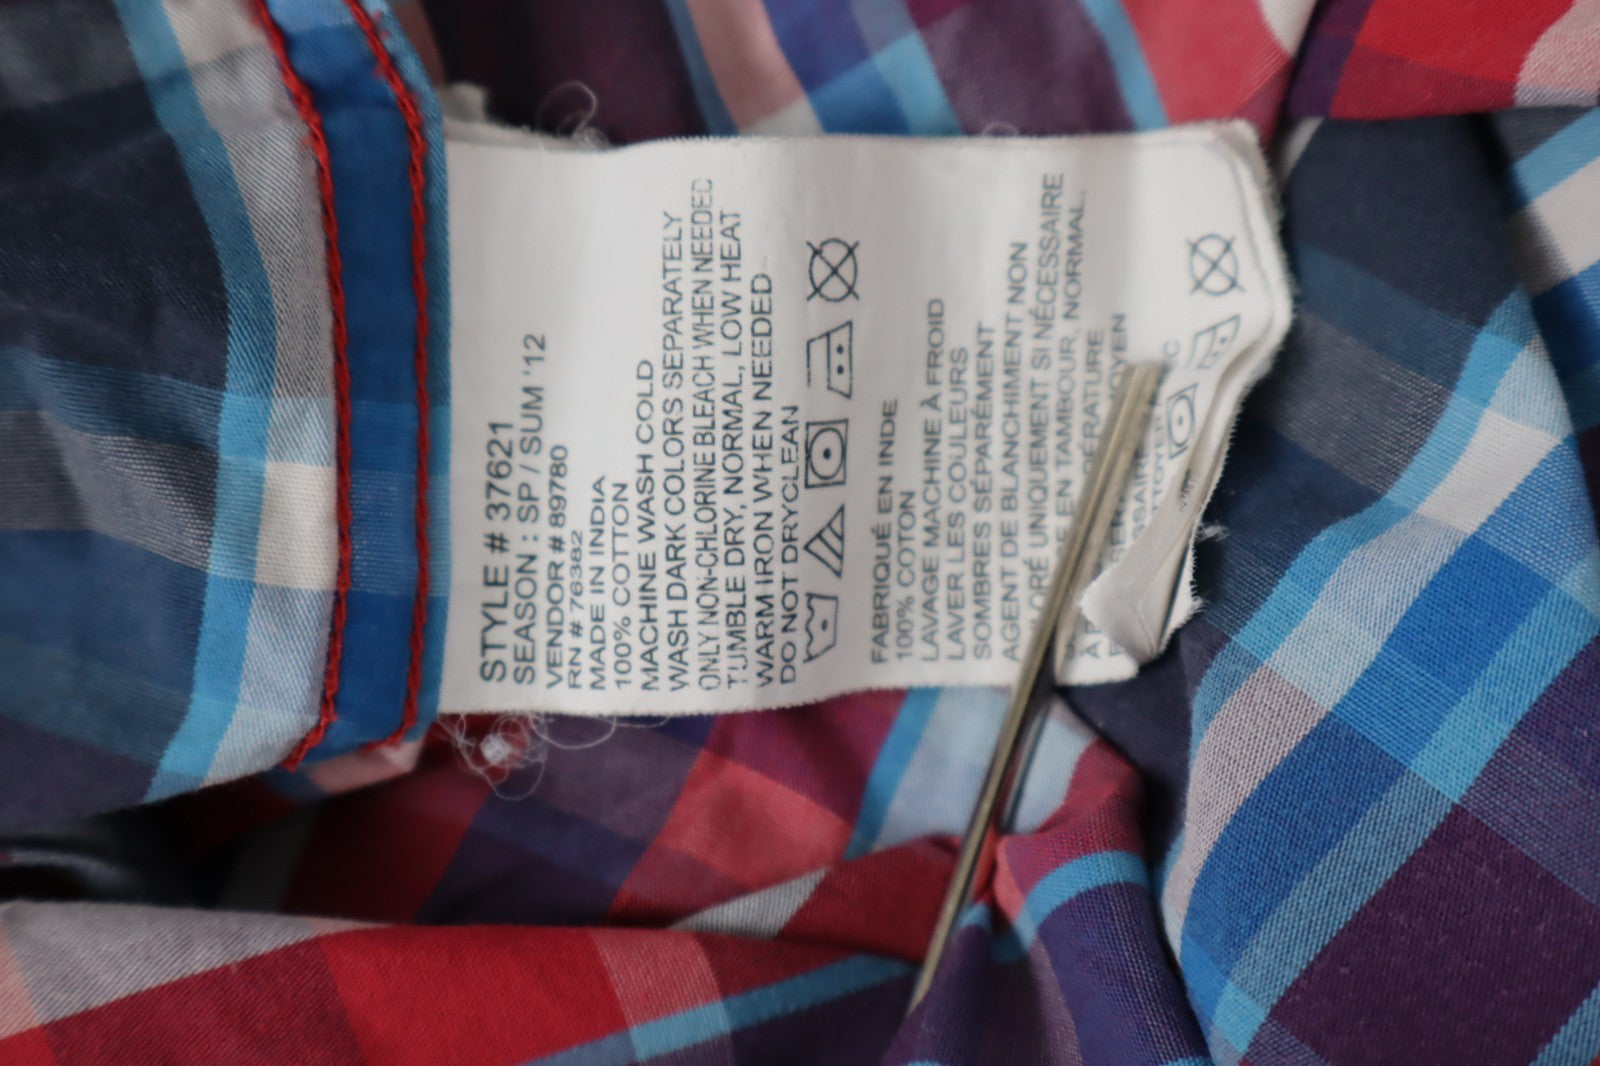 STYLE # 37621
SEASON : SP / SUM '12
VENDOR # 89780
RN # 76382
MADE IN INDIA
100% COTTON
MACHINE WASH COLD
WASH DARK COLORS SEPARATELY
ONLY NON-CHLORINE BLEACH WHEN NEEDED
TUMBLE DRY, NORMAL, LOW HEAT
WARM IRON WHEN NEEDED
DO NOT DRYCLEAN
FABRIQUÉ EN INDE
100% COTON
LAVAGE MACHINE À FROID
LAVER LES COULEURS
SOMBRES SÉPARÉMENT
AGENT DE BLANCHIMENT NON
LORÉ UNIQUEMENT SI NÉCESSAIRE
EN TAMBOUR, NORMAL,
À